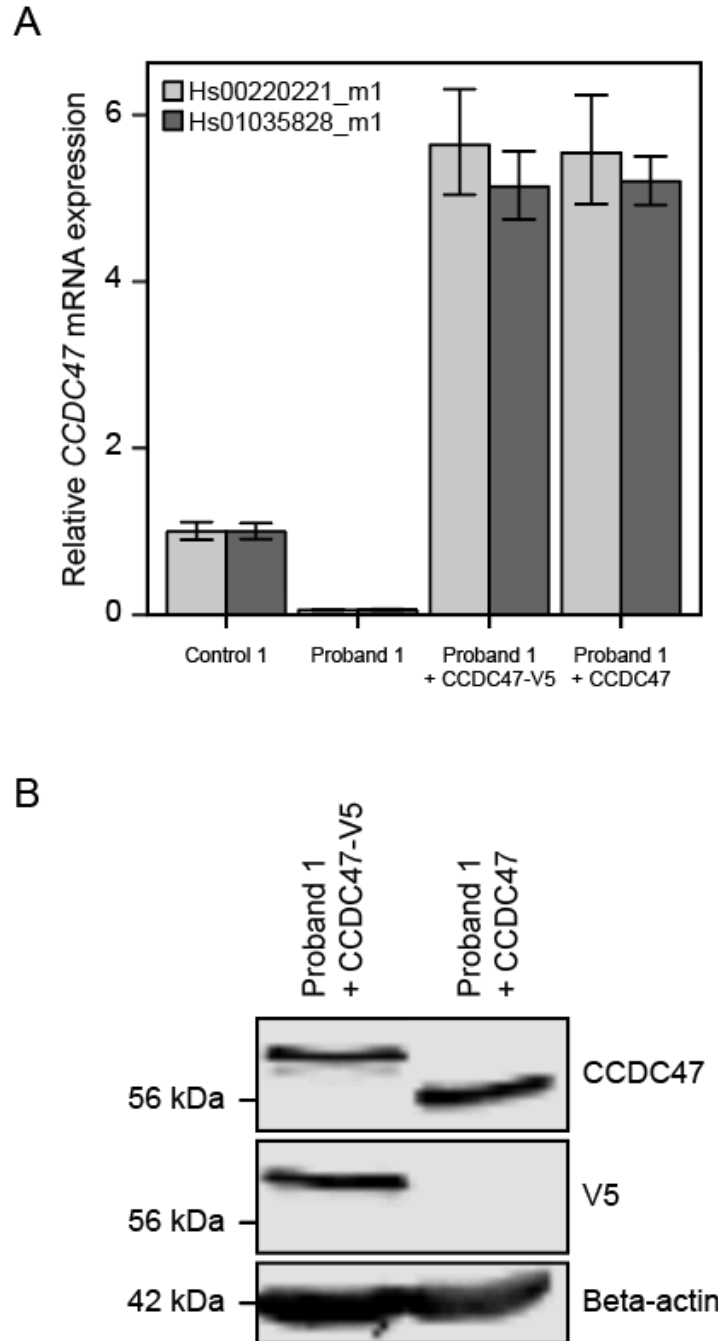 A
Hs00220221_m1
Hs01035828_m1
Relative CCDC47 mRNA expression
6
4
2
0
Control 1
Proband 1
Proband 1
+ CCDC47-V5
Proband 1
+ CCDC47
B
Proband 1
+ CCDC47-V5
Proband 1
+ CCDC47
56 kDa
CCDC47
V5
56 kDa
42 kDa
Beta-actin